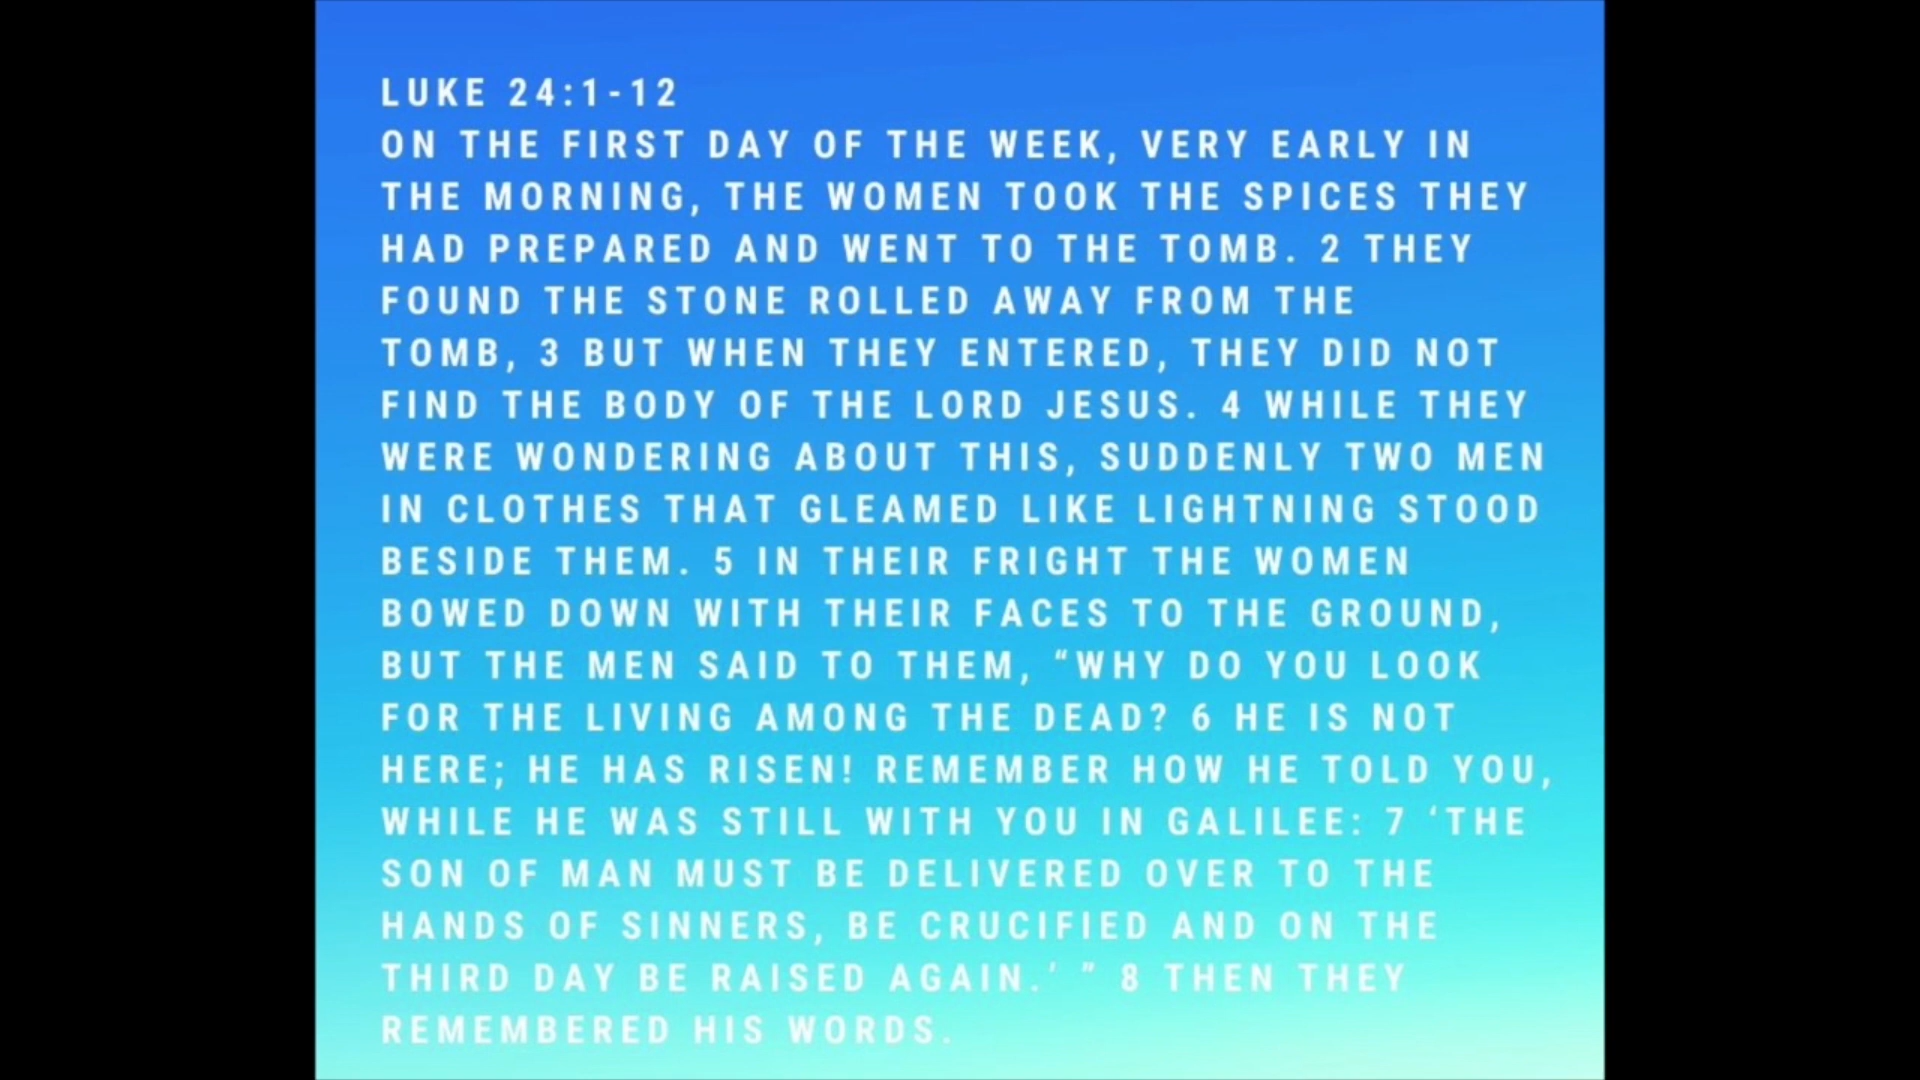 LUKE 24:1-12
ON THE FIRST DAY OF THE WEEK, VERY EARLY IN
THE MORNING, THE WOMEN TOOK THE SPICES THEY
HAD PREPARED AND WENT TO THE TOMB. 2 THEY
FOUND THE STONE ROLLED AWAY FROM THE
TOMB, 3 BUT WHEN THEY ENTERED, THEY DID NOT
FIND THE BODY OF THE LORD JESUS. 4 WHILE THEY
WERE WONDERING ABOUT THIS, SUDDENLY TWO MEN
IN CLOTHES THAT GLEAMED LIKE LIGHTNING STOOD
BESIDE THEM. 5 IN THEIR FRIGHT THE WOMEN
BOWED DOWN WITH THEIR FACES TO THE GROUND,
BUT THE MEN SAID TO THEM, “WHY DO YOU LOOK
FOR THE LIVING AMONG THE DEAD? 6 HE IS NOT
HERE; HE HAS RISEN! REMEMBER HOW HE TOLD YOU,
WHILE HE WAS STILL WITH YOU IN GALILEE: 7 ‘THE
SON OF MAN MUST BE DELIVERED OVER TO THE
HANDS OF SINNERS, BE CRUCIFIED AND ON THE
THIRD DAY BE RAISED AGAIN.’ ” 8 THEN THEY
REMEMBERED HIS WORDS.